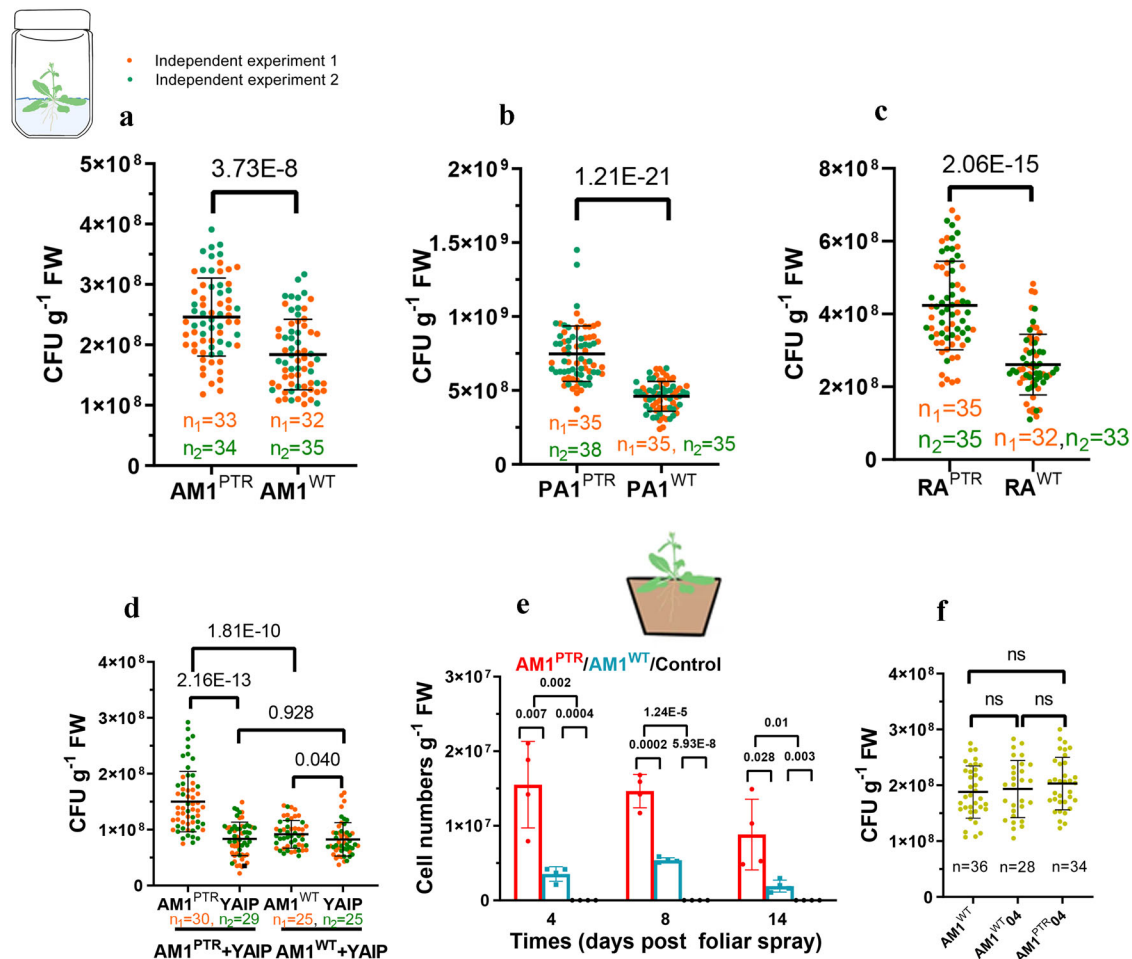 Independent experiment 1
Independent experiment 2
a
CFU g⁻¹ FW
5×10⁸
4×10⁸
3×10⁸
2×10⁸
1×10⁸
0
3.73E-8
n₁=33
n₂=34
n₁=32
n₂=35
AM1ᴾᵀᴿ AM1ᵂᵀ
b
CFU g⁻¹ FW
2×10⁹
1.5×10⁹
1×10⁹
5×10⁸
0
1.21E-21
n₁=35
n₂=38
n₁=35, n₂=35
PA1ᴾᵀᴿ PA1ᵂᵀ
c
CFU g⁻¹ FW
8×10⁸
6×10⁸
4×10⁸
2×10⁸
0
2.06E-15
n₁=35
n₂=35
n₁=32,n₂=33
RAᴾᵀᴿ RAᵂᵀ
d
CFU g⁻¹ FW
4×10⁸
3×10⁸
2×10⁸
1×10⁸
0
1.81E-10
2.16E-13
0.928
0.040
AM1ᴾᵀᴿ YAIP AM1ᵂᵀ YAIP
n₁=30, n₂=29 n₁=25, n₂=25
AM1ᴾᵀᴿ+YAIP AM1ᵂᵀ+YAIP
e
AM1ᴾᵀᴿ/AM1ᵂᵀ/Control
Cell numbers g⁻¹ FW
3×10⁷
2×10⁷
1×10⁷
0
0.002
0.007 0.0004
1.24E-5
0.0002 5.93E-8
0.01
0.028 0.003
4 8 14
Times (days post foliar spray)
f
CFU g⁻¹ FW
4×10⁸
3×10⁸
2×10⁸
1×10⁸
0
ns
ns ns
n=36 n=28 n=34
AM1ᵂᵀ AM1ᵂᵀ04 AM1ᴾᵀᴿ04